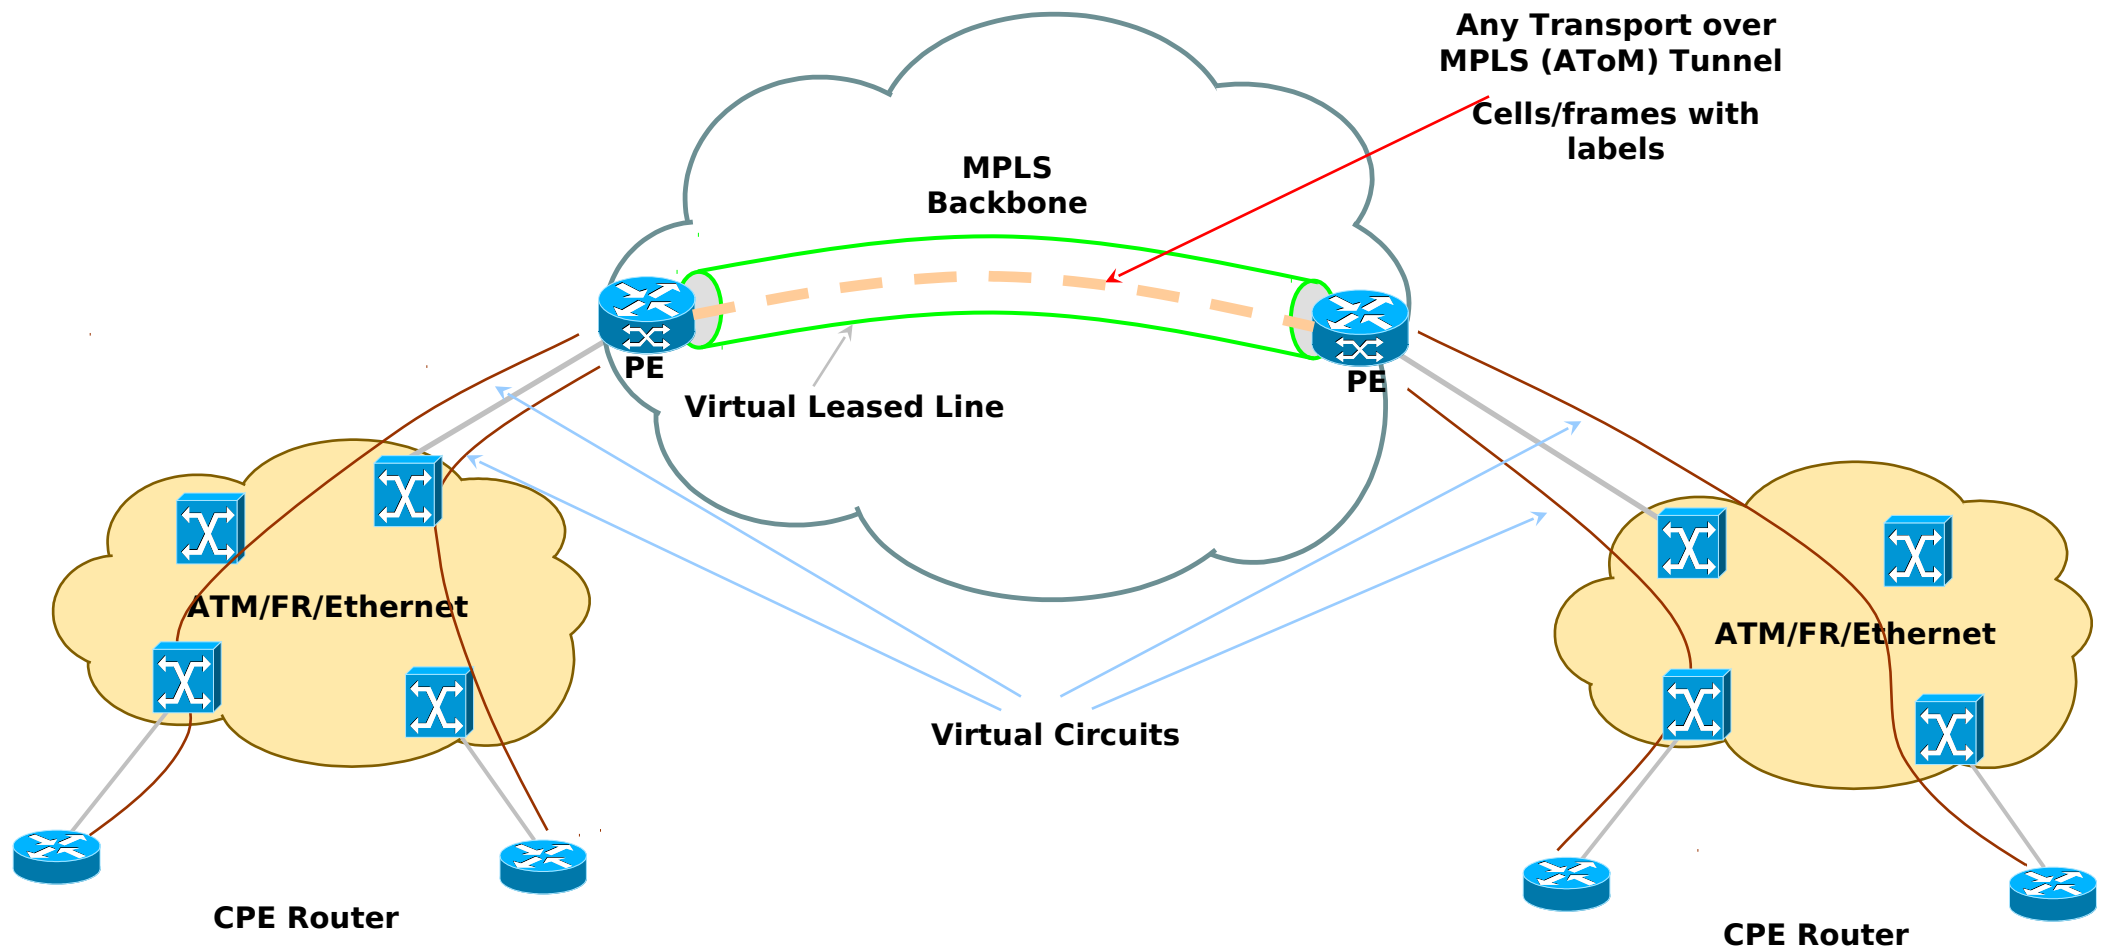 Any Transport over
MPLS (AToM) Tunnel
Cells/frames with
labels
MPLS
Backbone
PE
PE
Virtual Leased Line
ATM/FR/Ethernet
ATM/FR/Ethernet
Virtual Circuits
CPE Router
CPE Router